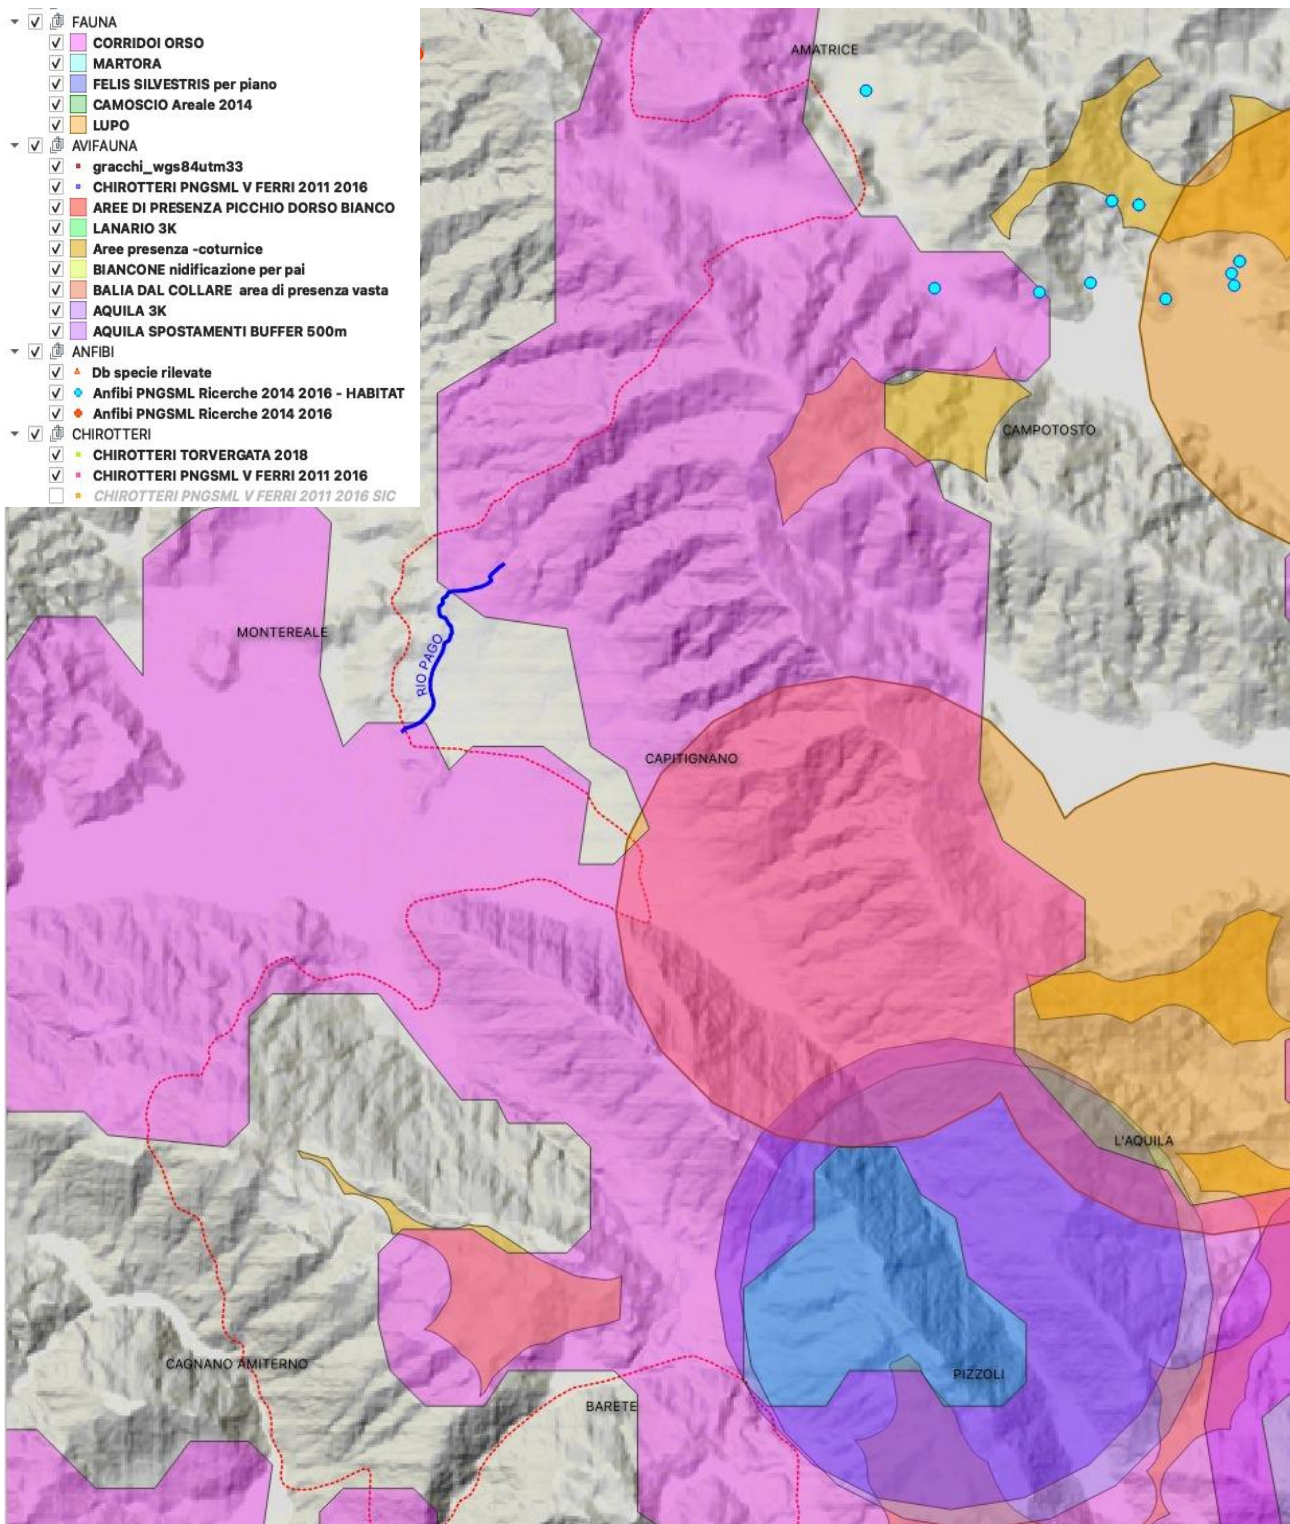 FAUNA
CORRIDOI ORSO
MARTORA
FELIS SILVESTRIS per piano
CAMOSCIO Areale 2014
LUPO
AVIFAUNA
gracchi_wgs84utm33
CHIROTTERI PNGSML V FERRI 2011 2016
AREE DI PRESENZA PICCHIO DORSO BIANCO
LANARIO 3K
Aree presenza -coturnice
BIANCONE nidificazione per pai
BALIA DAL COLLARE area di presenza vasta
AQUILA 3K
AQUILA SPOSTAMENTI BUFFER 500m
ANFIBI
Db specie rilevate
Anfibi PNGSML Ricerche 2014 2016 - HABITAT
Anfibi PNGSML Ricerche 2014 2016
CHIROTTERI
CHIROTTERI TORVERGATA 2018
CHIROTTERI PNGSML V FERRI 2011 2016
CHIROTTERI PNGSML V FERRI 2011 2016 SIC
AMATRICE
CAMPOTOSTO
MONTEREALE
RIO PAGO
CAPITIGNANO
L'AQUILA
CAGNANO AMITERNO
PIZZOLI
BARETE